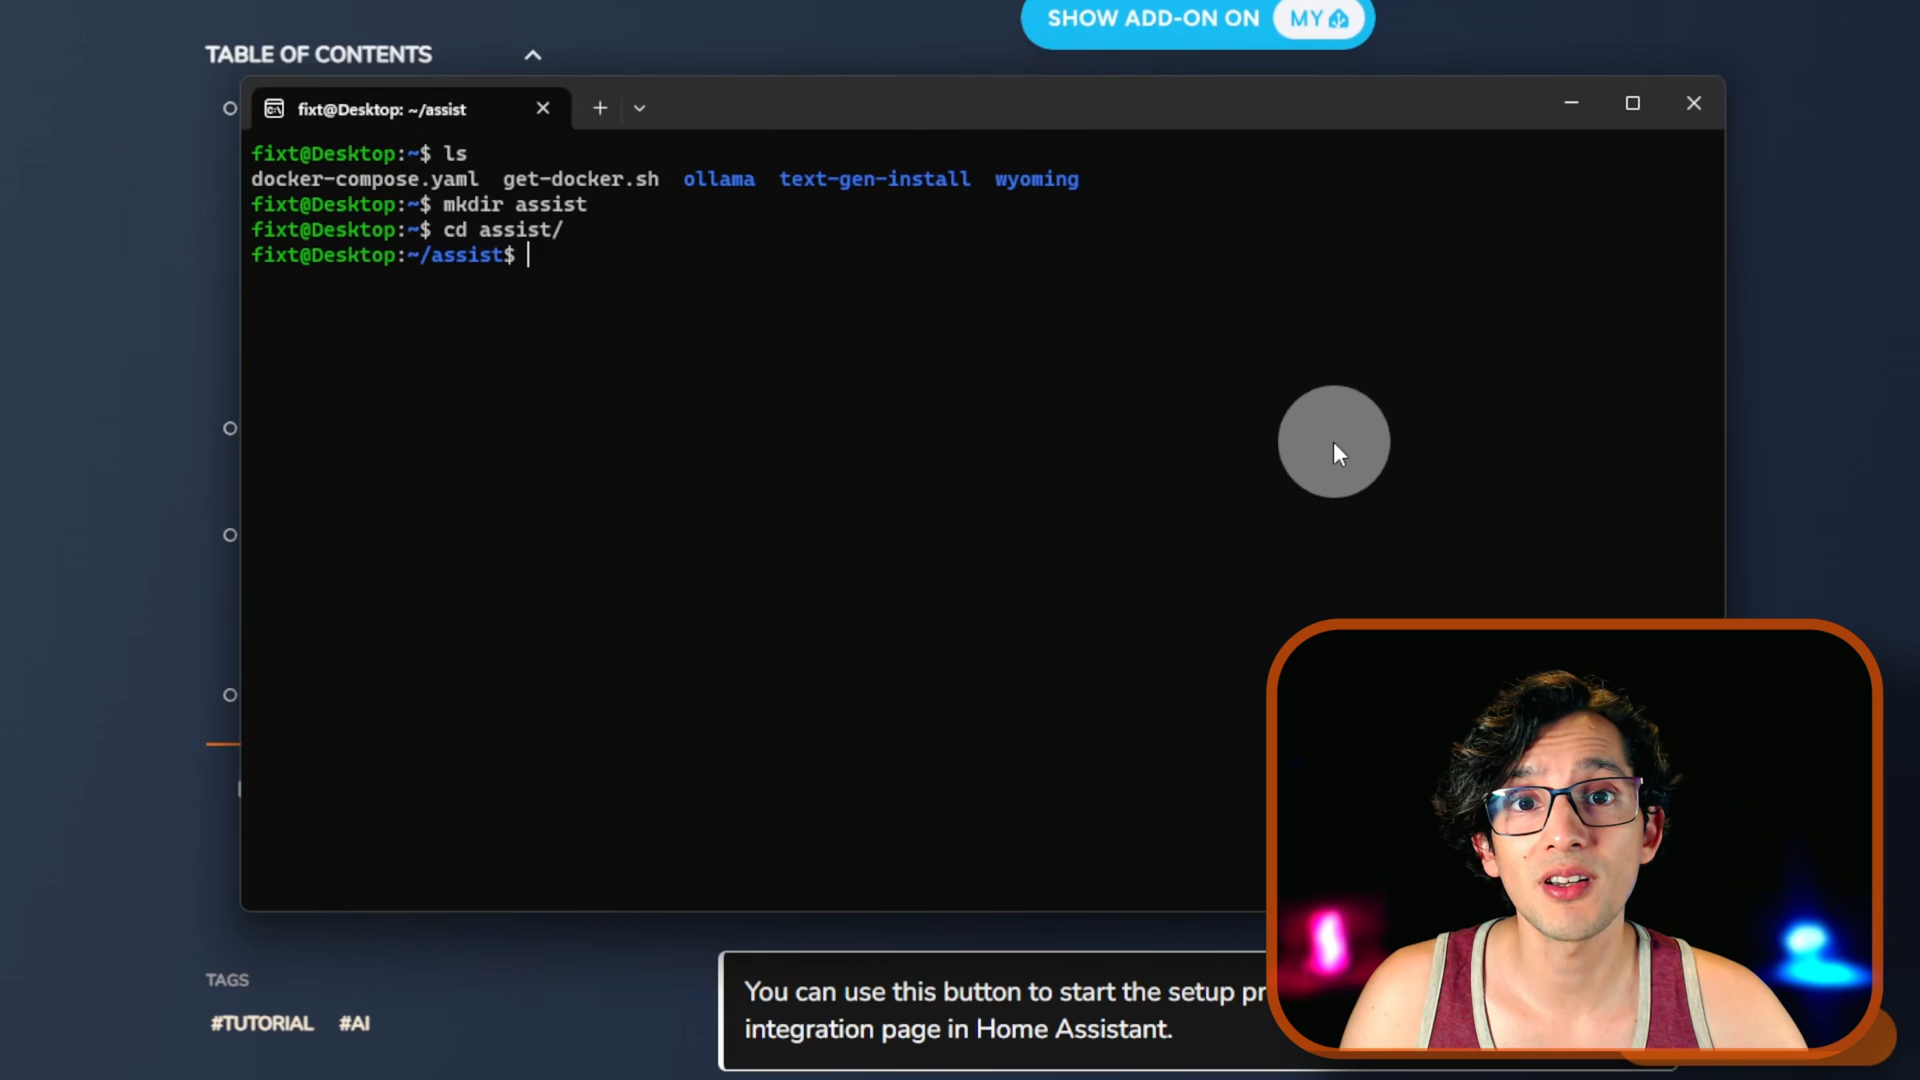 SHOW ADD-ON ON MY
TABLE OF CONTENTS
fixt@Desktop: ~/assist
fixt@Desktop:~$ ls
docker-compose.yaml get-docker.sh ollama text-gen-install wyoming
fixt@Desktop:~$ mkdir assist
fixt@Desktop:~$ cd assist/
fixt@Desktop:~/assist$
TAGS
#TUTORIAL #AI
You can use this button to start the setup pr
integration page in Home Assistant.